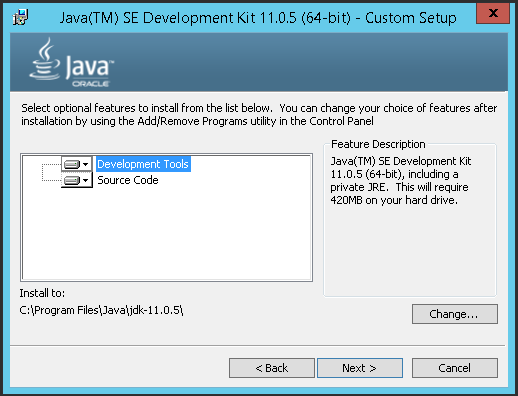 Java(TM) SE Development Kit 11.0.5 (64-bit) - Custom Setup
x
Java™
ORACLE
Select optional features to install from the list below.  You can change your choice of features after
installation by using the Add/Remove Programs utility in the Control Panel
Development Tools
Source Code
Feature Description
Java(TM) SE Development Kit
11.0.5 (64-bit), including a
private JRE.  This will require
420MB on your hard drive.
Install to:
C:\Program Files\Java\jdk-11.0.5\
Change...
< Back
Next >
Cancel